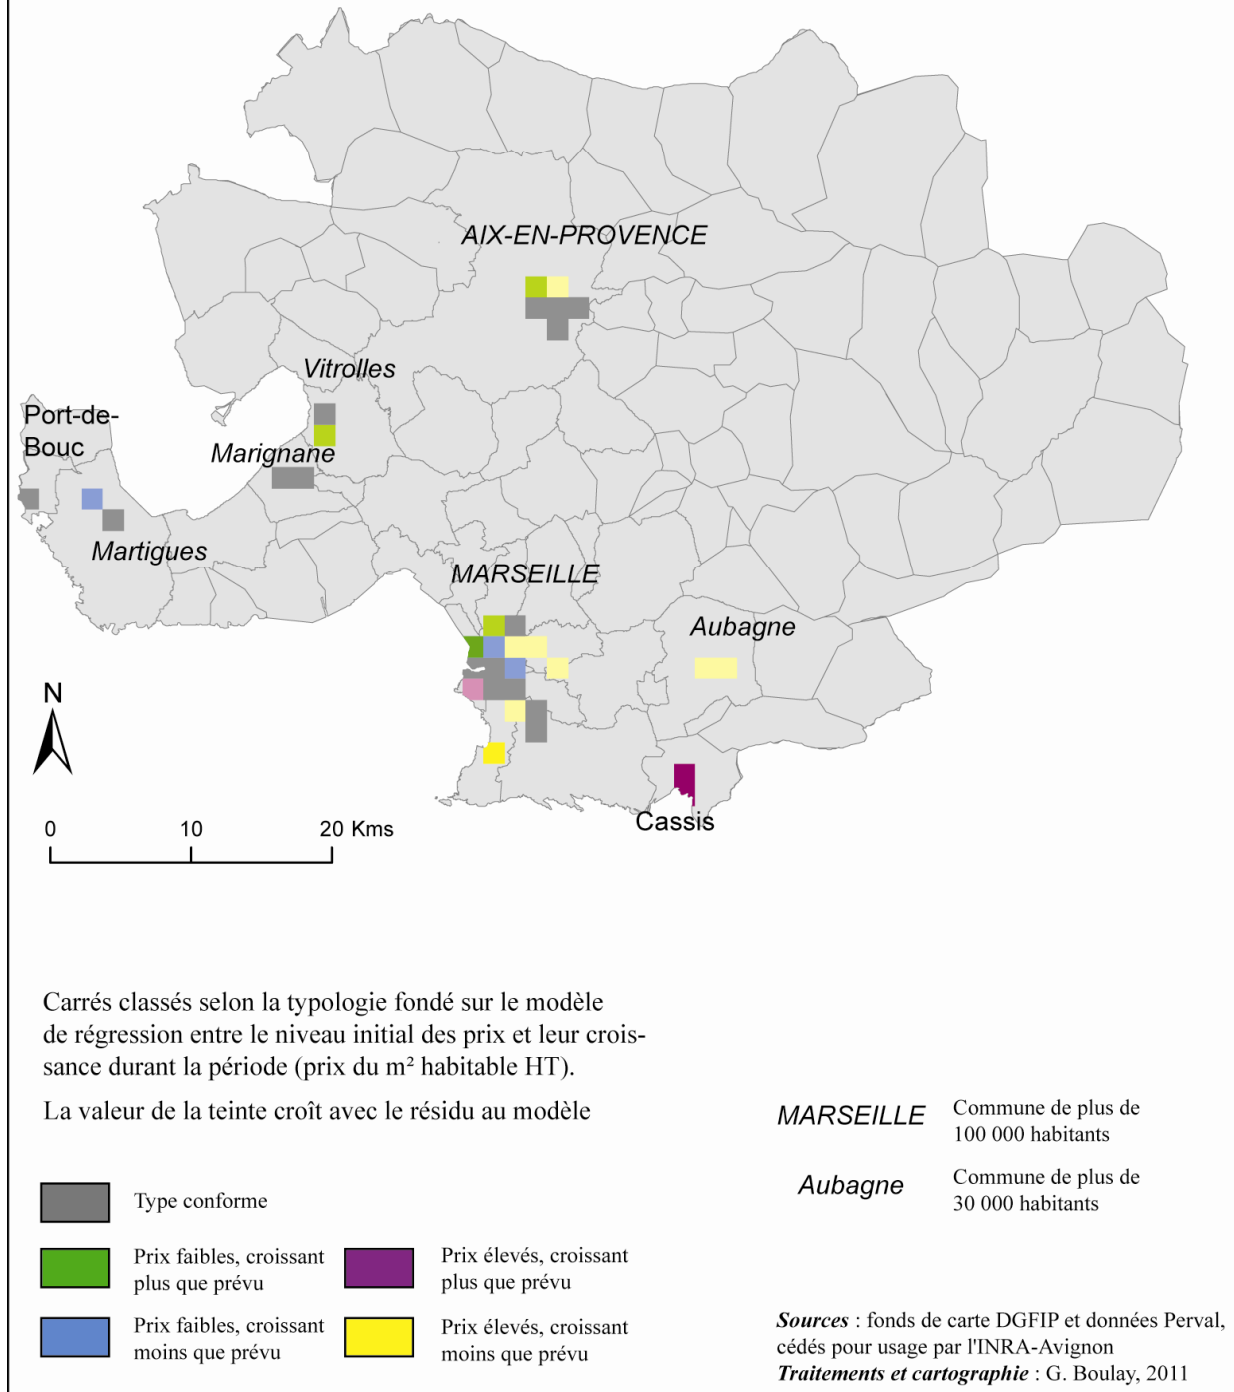 AIX-EN-PROVENCE
Vitrolles
Port-de-
Bouc
Marignane
Martigues
MARSEILLE
Aubagne
N
Cassis
0 10 20 Kms
Carrés classés selon la typologie fondé sur le modèle
de régression entre le niveau initial des prix et leur crois-
sance durant la période (prix du m² habitable HT).
La valeur de la teinte croît avec le résidu au modèle
MARSEILLE
Commune de plus de
100 000 habitants
Aubagne
Commune de plus de
30 000 habitants
Type conforme
Prix faibles, croissant
plus que prévu
Prix élevés, croissant
plus que prévu
Prix faibles, croissant
moins que prévu
Prix élevés, croissant
moins que prévu
Sources : fonds de carte DGFIP et données Perval,
cédés pour usage par l'INRA-Avignon
Traitements et cartographie : G. Boulay, 2011